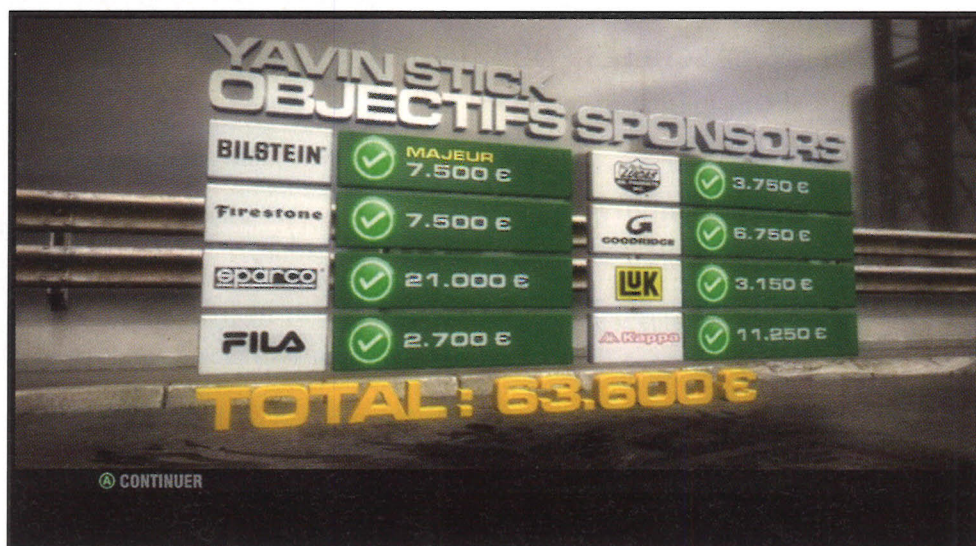 YAVIN STICK
OBJECTIFS SPONSORS
BILSTEIN
MAJEUR
7.500 €
Firestone
7.500 €
sparco
21.000 €
FILA
2.700 €
LUCAS
3.750 €
G
GOODRIDGE
6.750 €
LUK
3.150 €
Kappa
11.250 €
TOTAL : 63.600 €
A CONTINUER